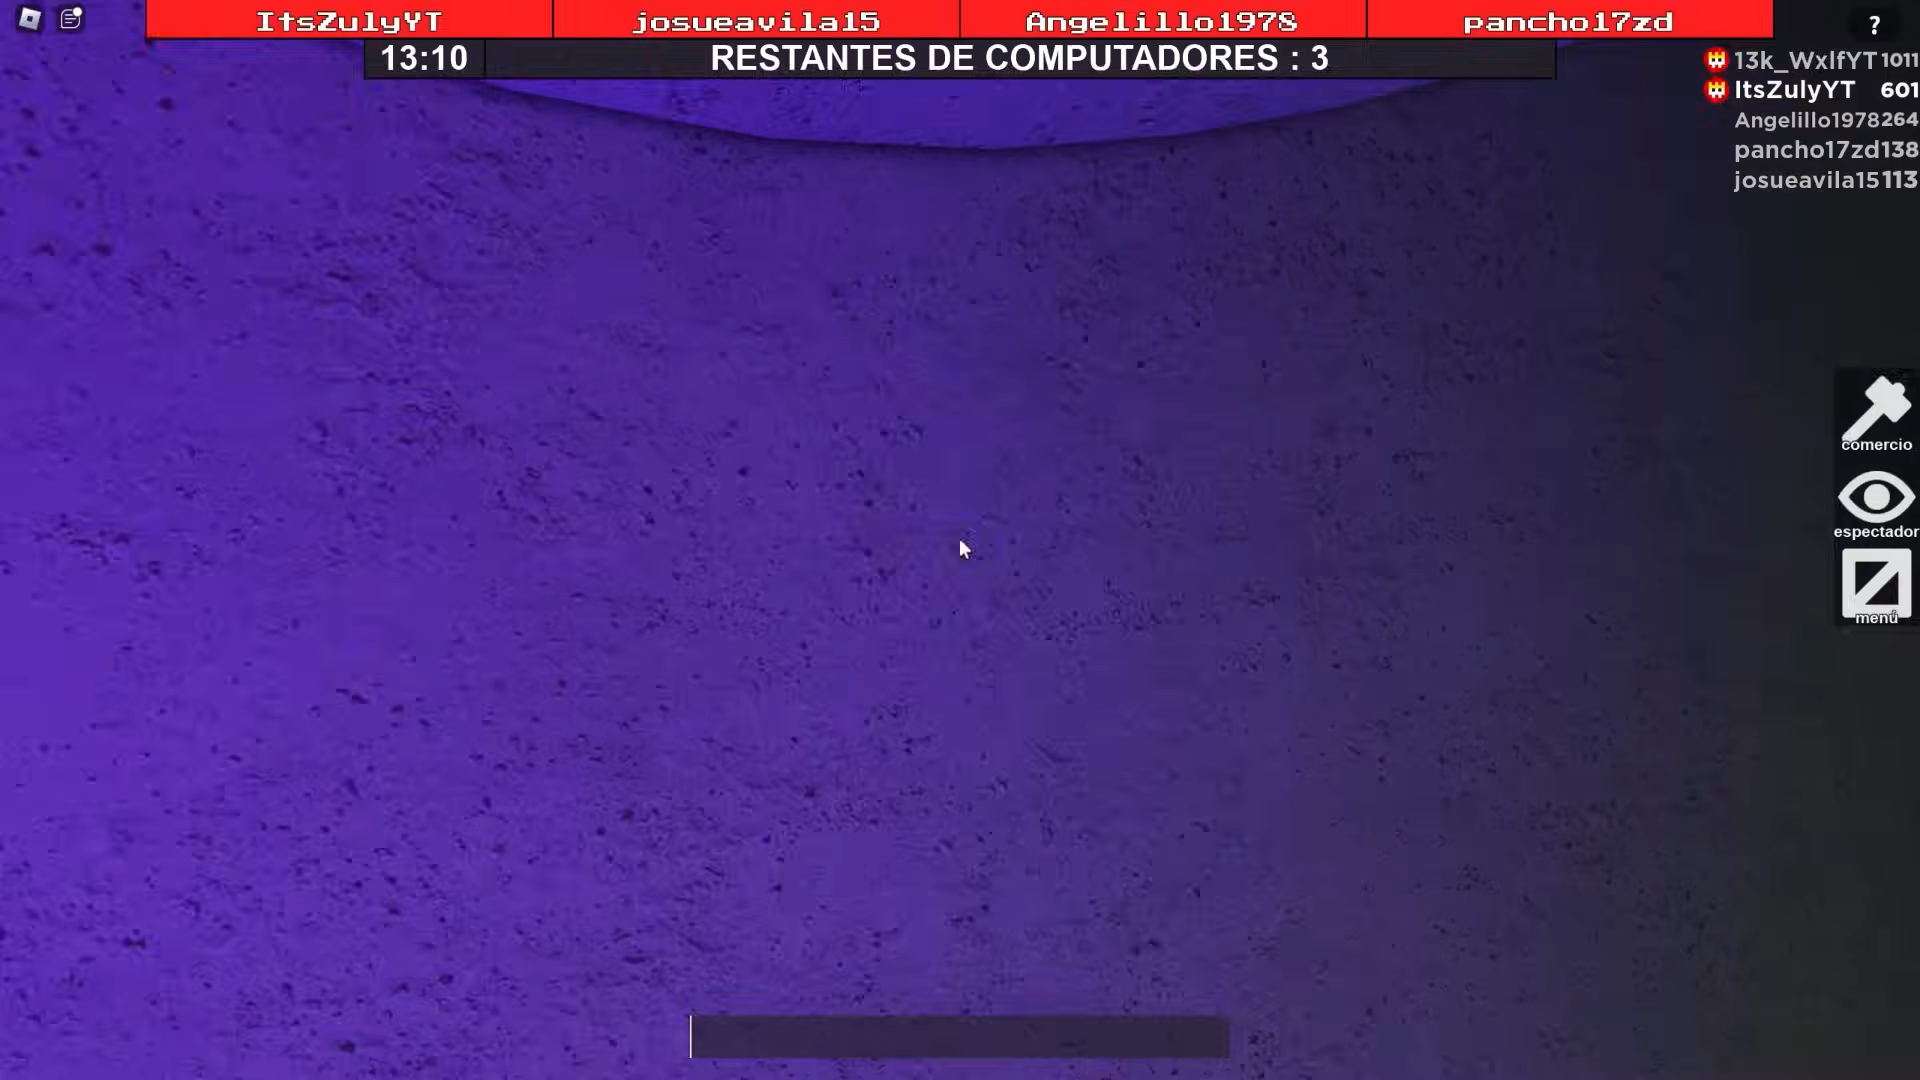 ItsZulyYT josueavila15 Angelillo1978 pancho17zd ?
13:10 RESTANTES DE COMPUTADORES : 3
13k_WxlfYT 1011
ItsZulyYT 601
Angelillo1978 264
pancho17zd 138
josueavila15 113
comercio
espectador
menú